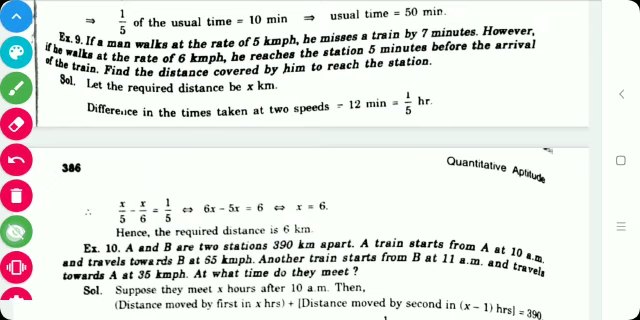 ⇒ 1/5 of the usual time = 10 min ⇒ usual time = 50 min.
Ex. 9. If a man walks at the rate of 5 kmph, he misses a train by 7 minutes. However,
if he walks at the rate of 6 kmph, he reaches the station 5 minutes before the arrival
of the train. Find the distance covered by him to reach the station.
Sol. Let the required distance be x km.
Difference in the times taken at two speeds = 12 min = 1/5 hr.
386
Quantitative Aptitude
∴ x/5 - x/6 = 1/5 ⇔ 6x - 5x = 6 ⇔ x = 6.
Hence, the required distance is 6 km.
Ex. 10. A and B are two stations 390 km apart. A train starts from A at 10 a.m.
and travels towards B at 65 kmph. Another train starts from B at 11 a.m. and travels
towards A at 35 kmph. At what time do they meet ?
Sol. Suppose they meet x hours after 10 a.m. Then,
(Distance moved by first in x hrs) + [Distance moved by second in (x - 1) hrs] = 390